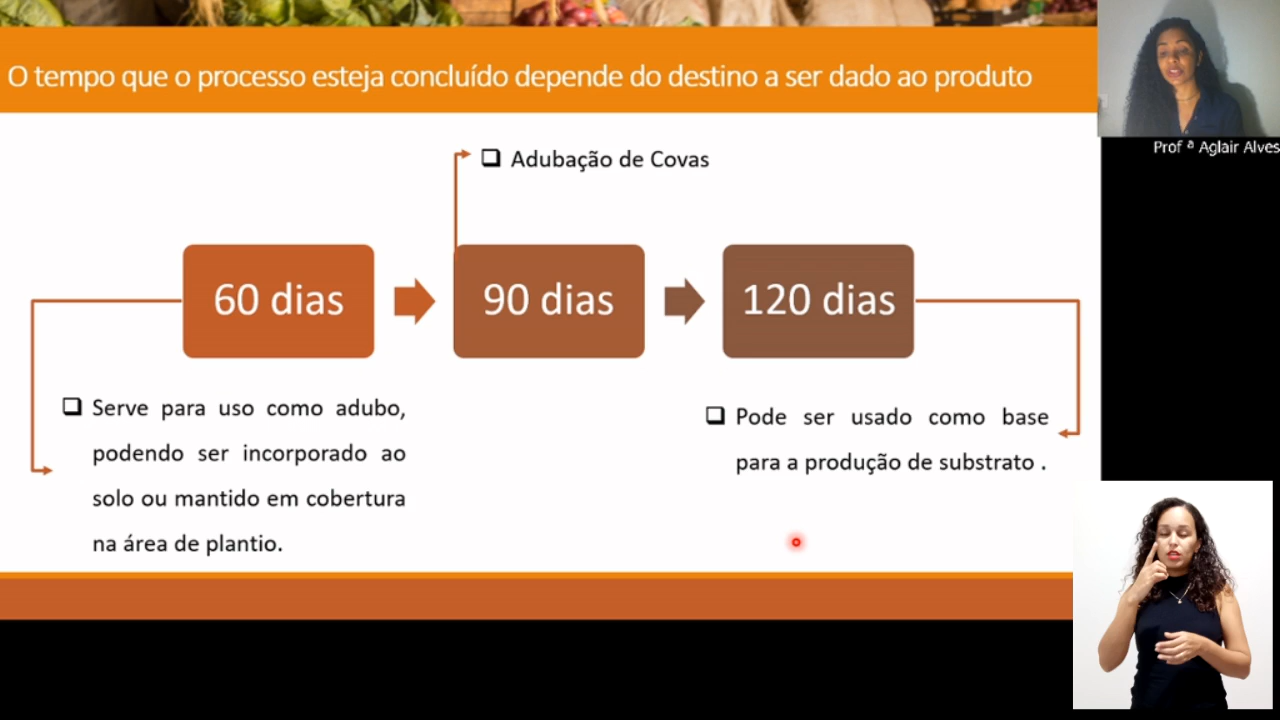 O tempo que o processo esteja concluído depende do destino a ser dado ao produto
Prof ª Aglair Alves
Adubação de Covas
60 dias
90 dias
120 dias
Serve para uso como adubo,
podendo ser incorporado ao
solo ou mantido em cobertura
na área de plantio.
Pode ser usado como base
para a produção de substrato .